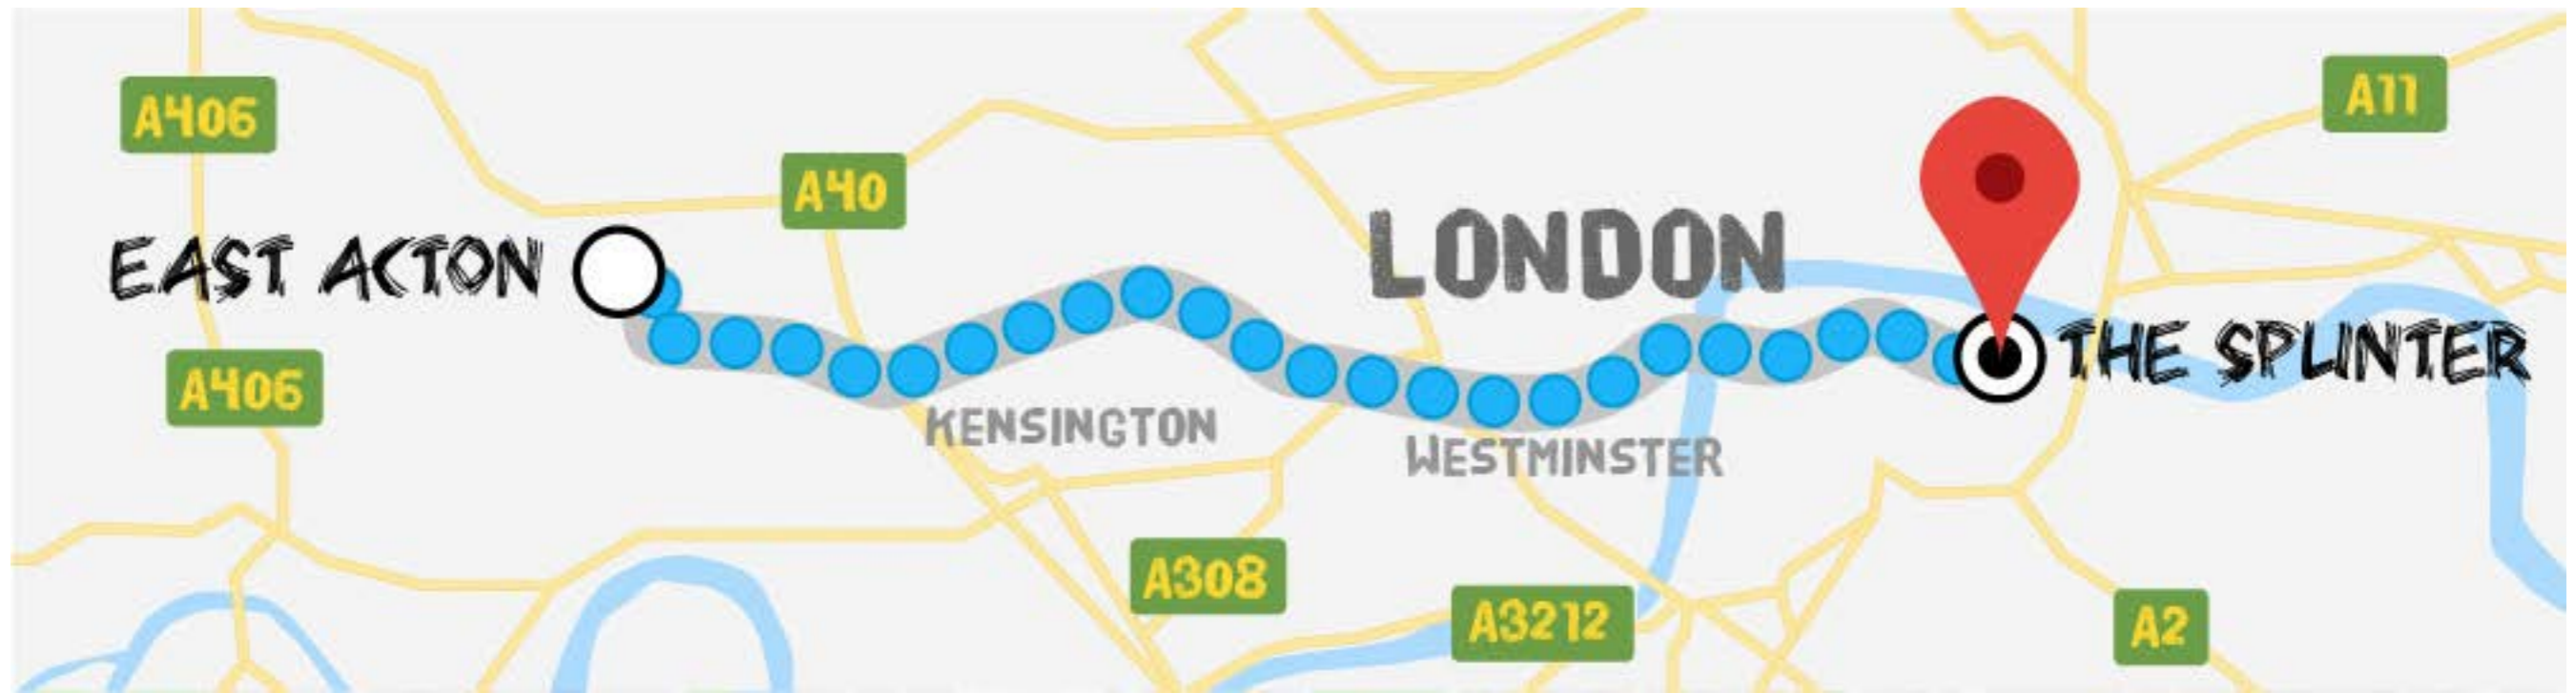 A406
A11
A40
LONDON
EAST ACTON
THE SPLINTER
A406
KENSINGTON
WESTMINSTER
A308
A3212
A2